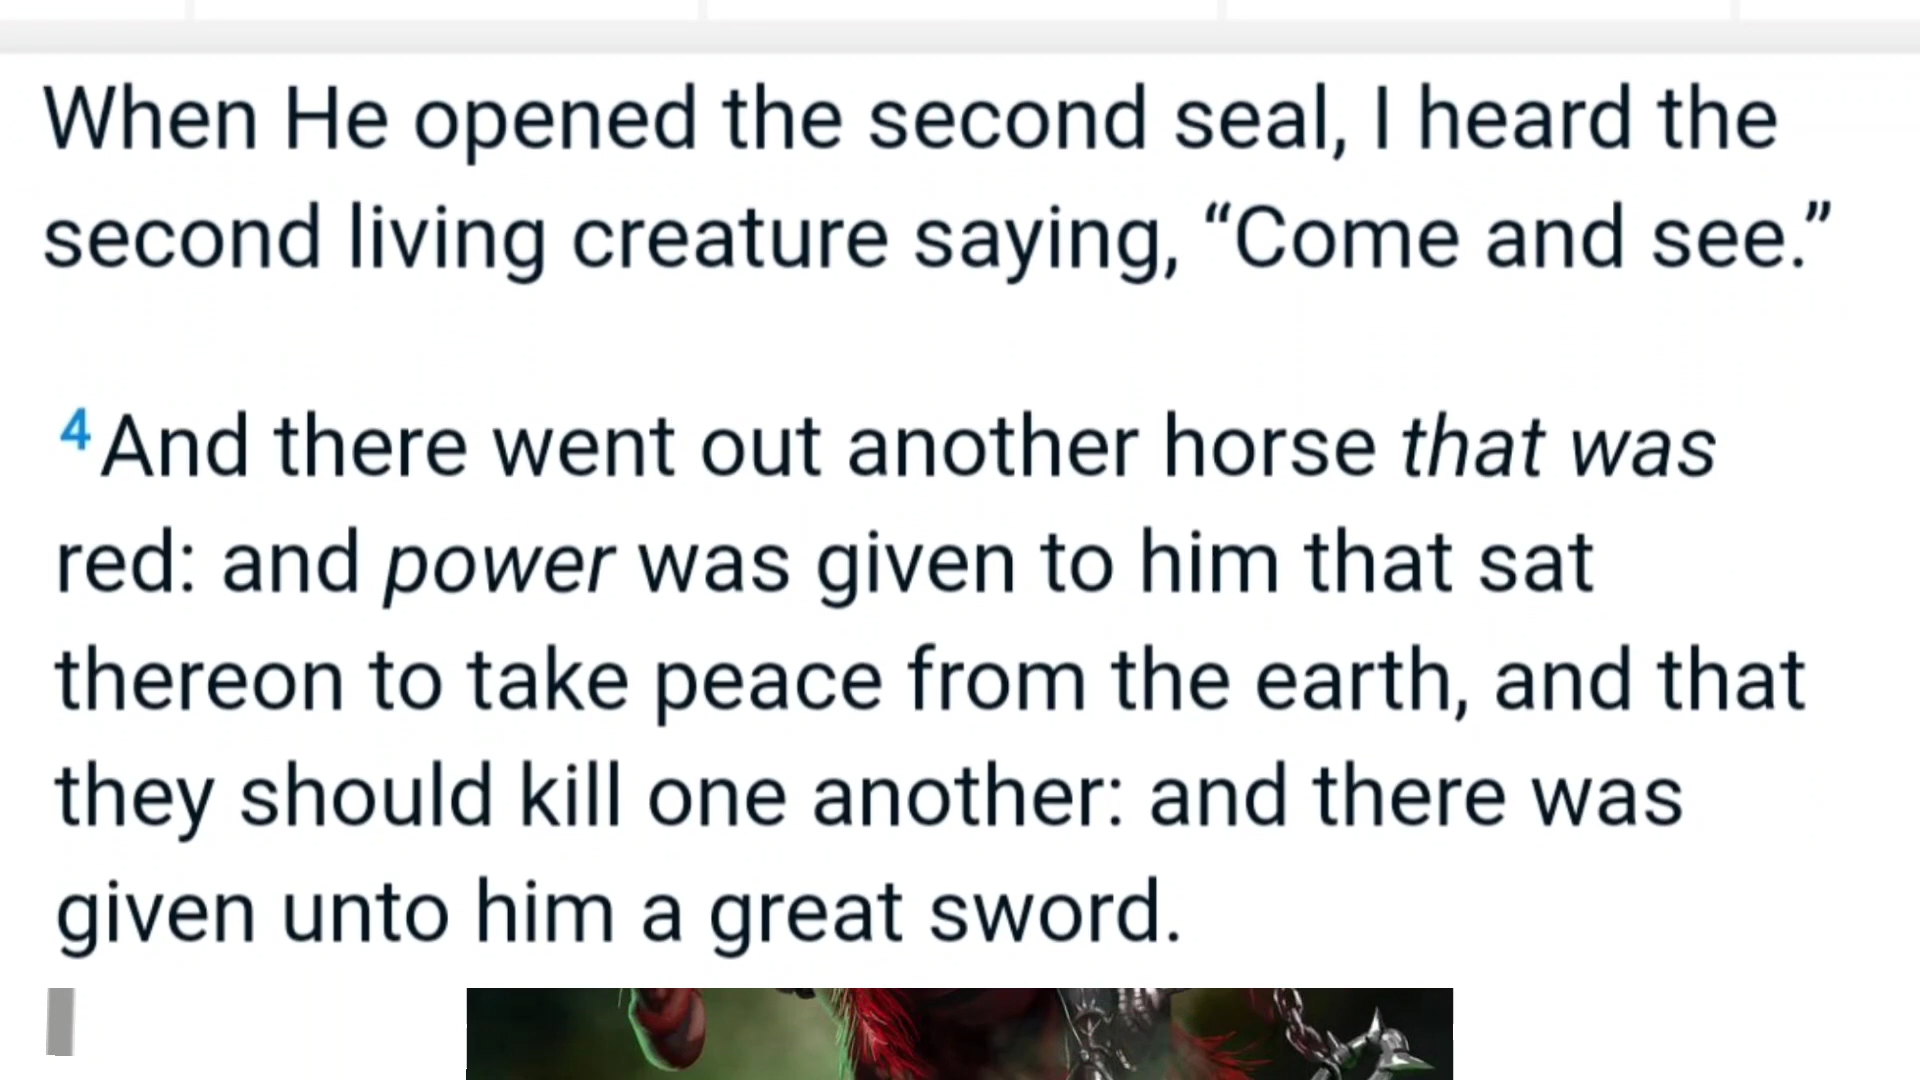 When He opened the second seal, I heard the
second living creature saying, “Come and see.”
4 And there went out another horse that was
red: and power was given to him that sat
thereon to take peace from the earth, and that
they should kill one another: and there was
given unto him a great sword.